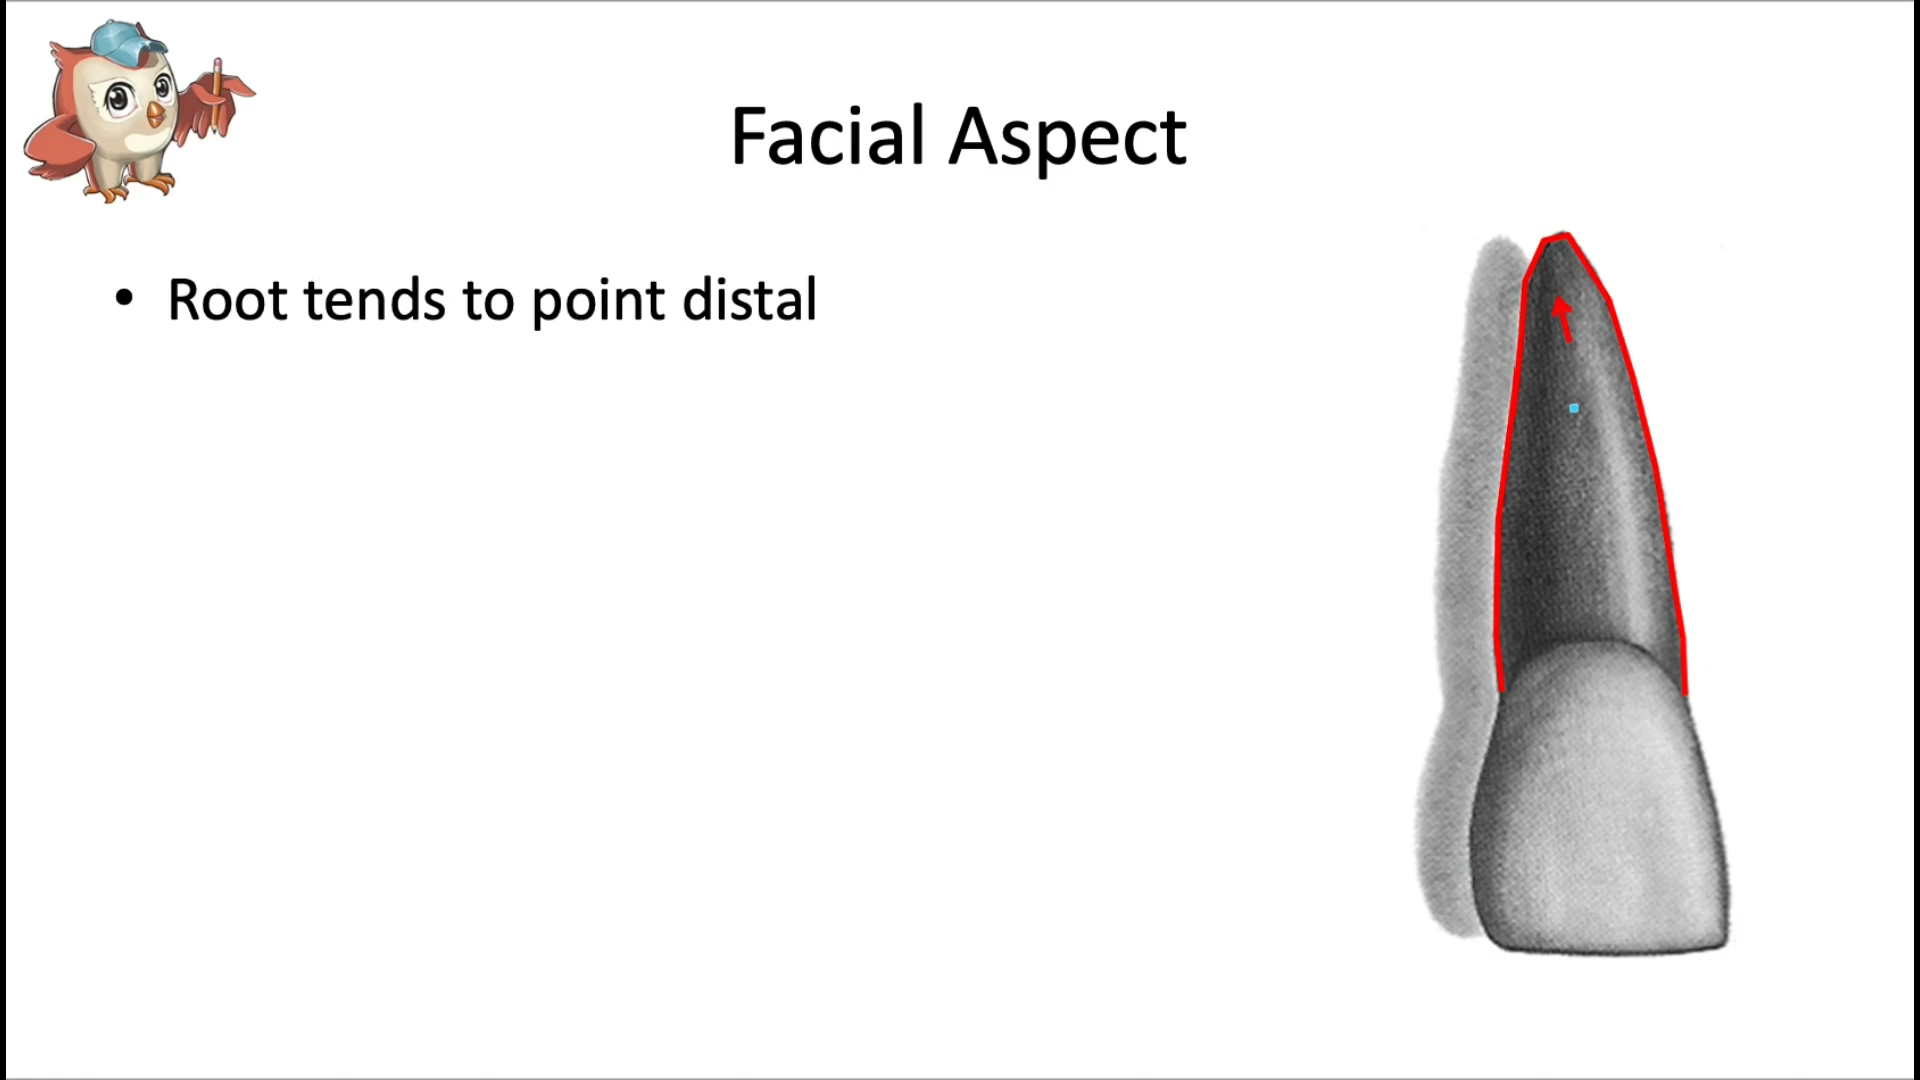 Facial Aspect
• Root tends to point distal